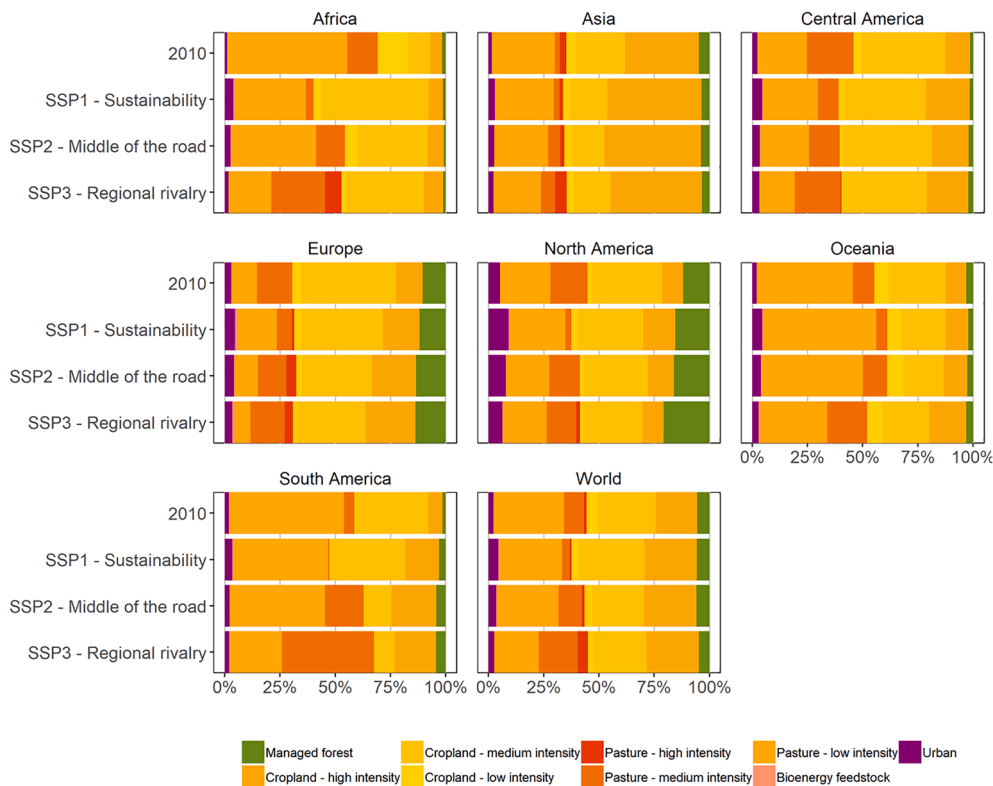 Africa
Asia
Central America
2010
SSP1 - Sustainability
SSP2 - Middle of the road
SSP3 - Regional rivalry
Europe
North America
Oceania
2010
SSP1 - Sustainability
SSP2 - Middle of the road
SSP3 - Regional rivalry
0% 25% 50% 75% 100%
South America
World
2010
SSP1 - Sustainability
SSP2 - Middle of the road
SSP3 - Regional rivalry
0% 25% 50% 75% 100%
0% 25% 50% 75% 100%
Managed forest
Cropland - medium intensity
Pasture - high intensity
Pasture - low intensity
Urban
Cropland - high intensity
Cropland - low intensity
Pasture - medium intensity
Bioenergy feedstock